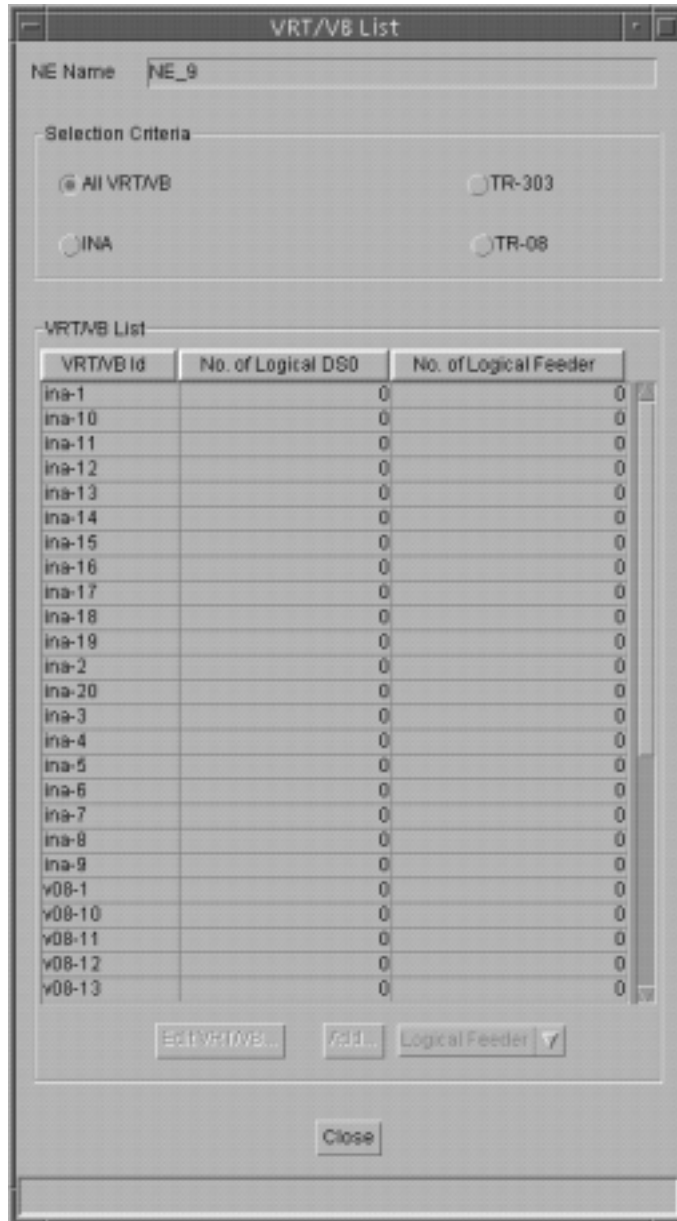 VRT/VB List
NE Name NE_9
Selection Criteria
All VRT/VB TR-303
INA TR-08
VRT/VB List
VRT/VB Id No. of Logical DS0 No. of Logical Feeder
ina-1 0 0
ina-10 0 0
ina-11 0 0
ina-12 0 0
ina-13 0 0
ina-14 0 0
ina-15 0 0
ina-16 0 0
ina-17 0 0
ina-18 0 0
ina-19 0 0
ina-2 0 0
ina-20 0 0
ina-3 0 0
ina-4 0 0
ina-5 0 0
ina-6 0 0
ina-7 0 0
ina-8 0 0
ina-9 0 0
v08-1 0 0
v08-10 0 0
v08-11 0 0
v08-12 0 0
v08-13 0 0
Edit VRT/VB... Add... Logical Feeder
Close